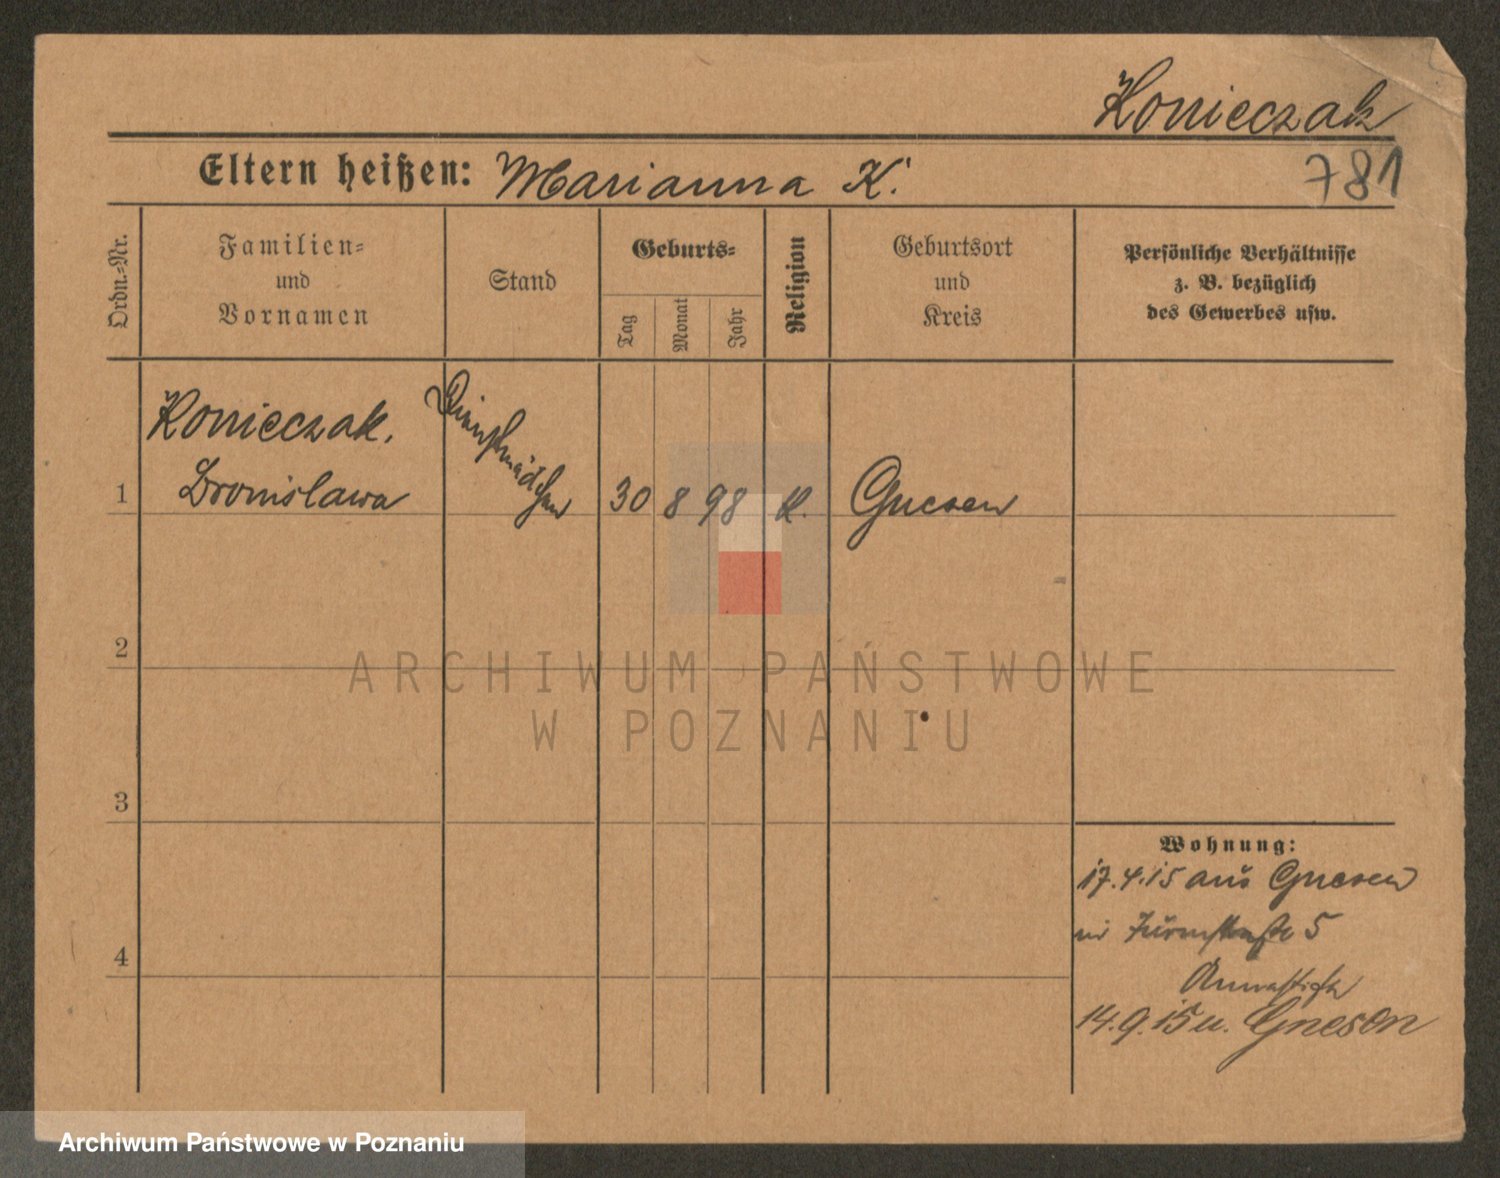 Konieczak
Eltern heißen: Marianna K.
781
Ordn.=Nr.
Familien=
und
Vornamen
Stand
Geburts=
Tag
Monat
Jahr
Religion
Geburtsort
und
Kreis
Persönliche Verhältnisse
z. B. bezüglich
des Gewerbes usw.
Konieczak.
1 Bronislawa Dienstmädchen 30 8 98 k. Gnesen
2
3
4
Wohnung:
17.4.15 aus Gnesen
5
14.9.15 u. Gnesen
ARCHIWUM PAŃSTWOWE
W POZNANIU
Archiwum Państwowe w Poznaniu